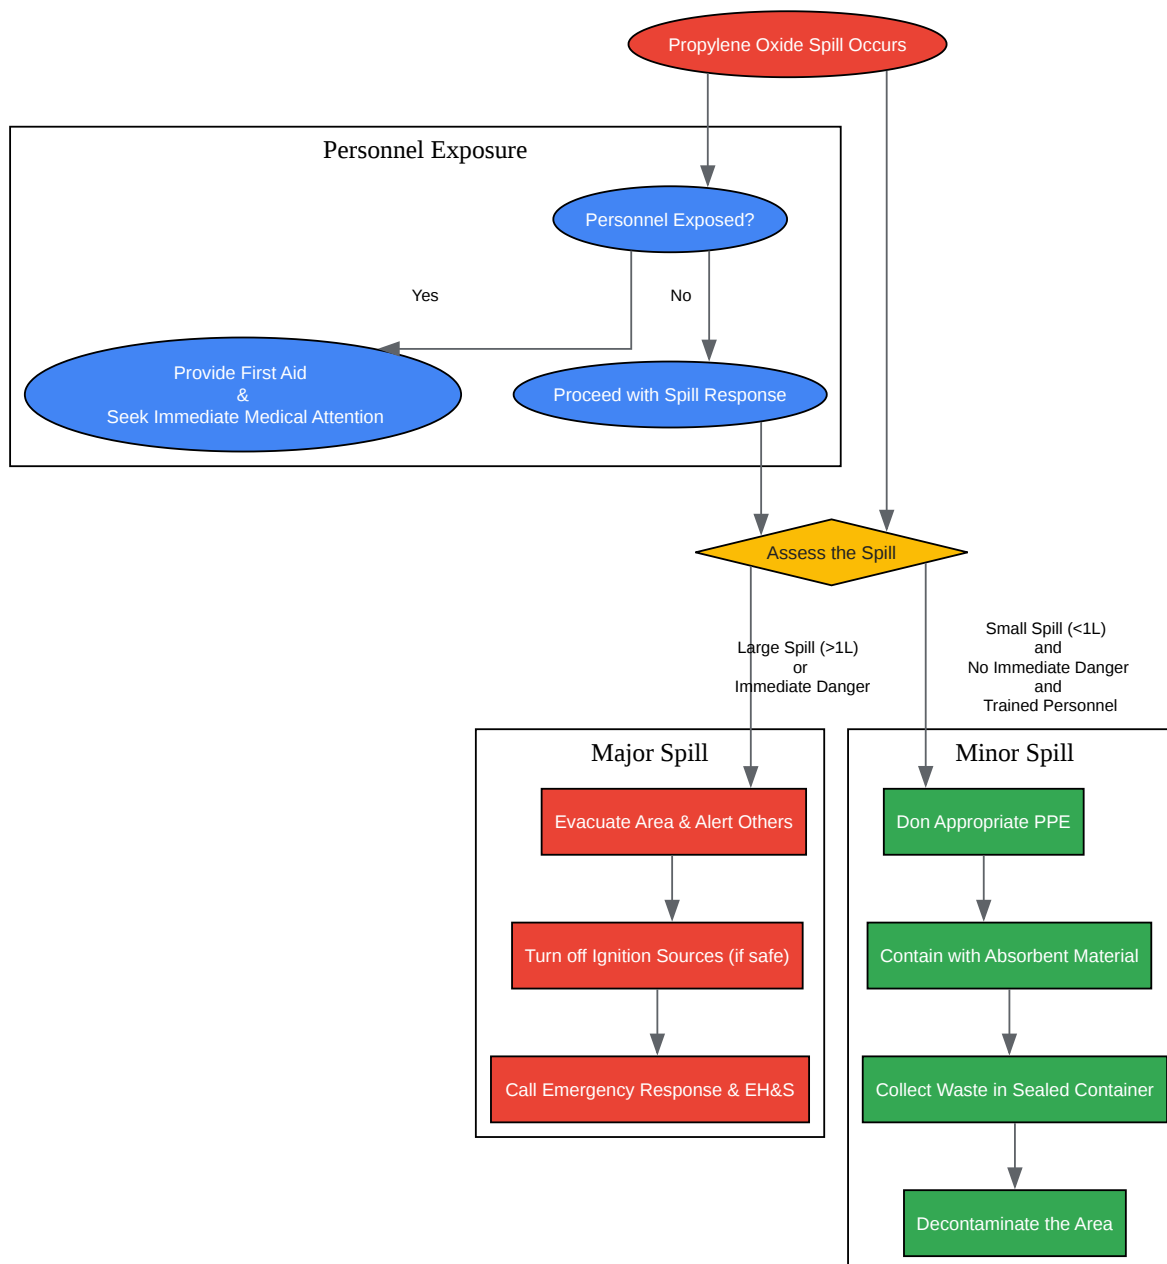 Propylene Oxide Spill Occurs
Personnel Exposure
Personnel Exposed?
Yes
No
Provide First Aid
&
Seek Immediate Medical Attention
Proceed with Spill Response
Assess the Spill
Large Spill (>1L)
or
Immediate Danger
Small Spill (<1L)
and
No Immediate Danger
and
Trained Personnel
Major Spill
Evacuate Area & Alert Others
Turn off Ignition Sources (if safe)
Call Emergency Response & EH&S
Minor Spill
Don Appropriate PPE
Contain with Absorbent Material
Collect Waste in Sealed Container
Decontaminate the Area